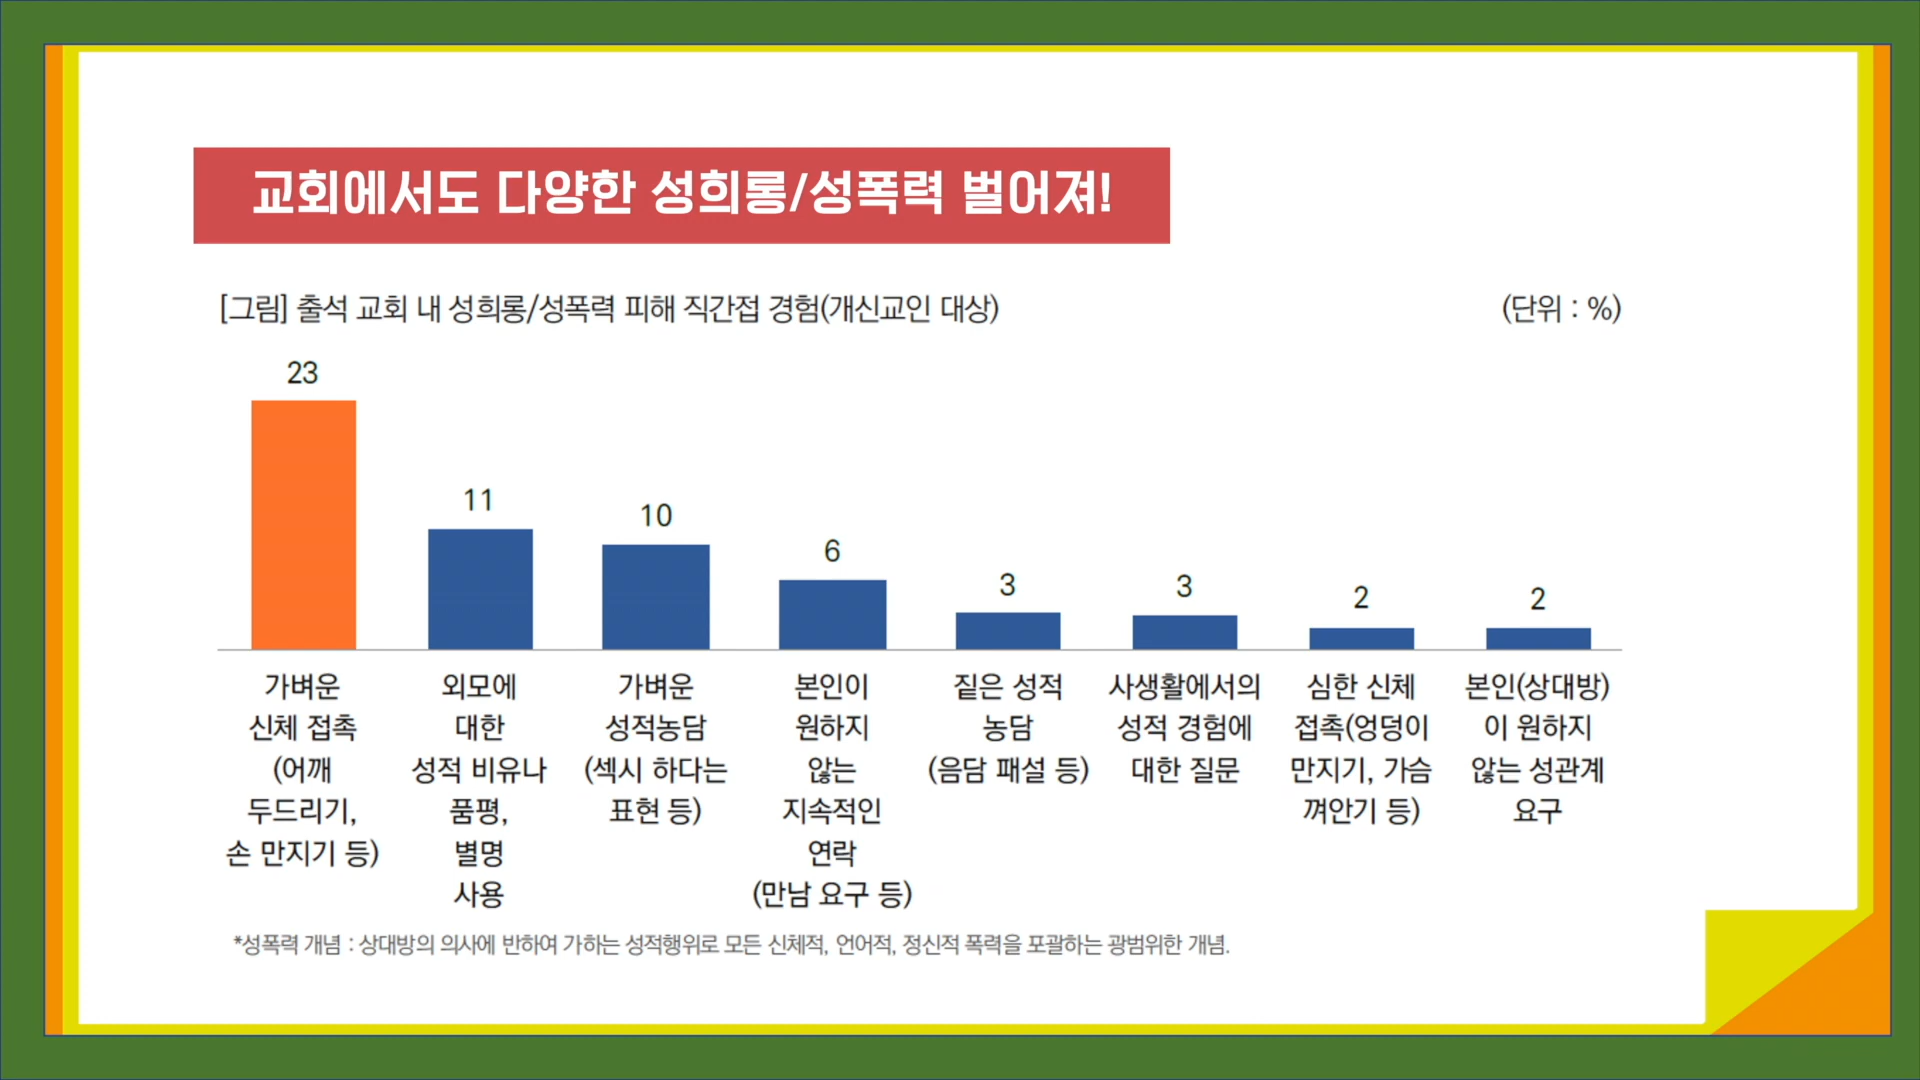 교회에서도 다양한 성희롱/성폭력 벌어져!
[그림] 출석 교회 내 성희롱/성폭력 피해 직간접 경험(개신교인 대상)
(단위 : %)
23
11
10
6
3
3
2
2
가벼운
신체 접촉
(어깨
두드리기,
손 만지기 등)
외모에
대한
성적 비유나
품평,
별명
사용
가벼운
성적농담
(섹시 하다는
표현 등)
본인이
원하지
않는
지속적인
연락
(만남 요구 등)
짙은 성적
농담
(음담 패설 등)
사생활에서의
성적 경험에
대한 질문
심한 신체
접촉(엉덩이
만지기, 가슴
껴안기 등)
본인(상대방)
이 원하지
않는 성관계
요구
*성폭력 개념 : 상대방의 의사에 반하여 가하는 성적행위로 모든 신체적, 언어적, 정신적 폭력을 포괄하는 광범위한 개념.